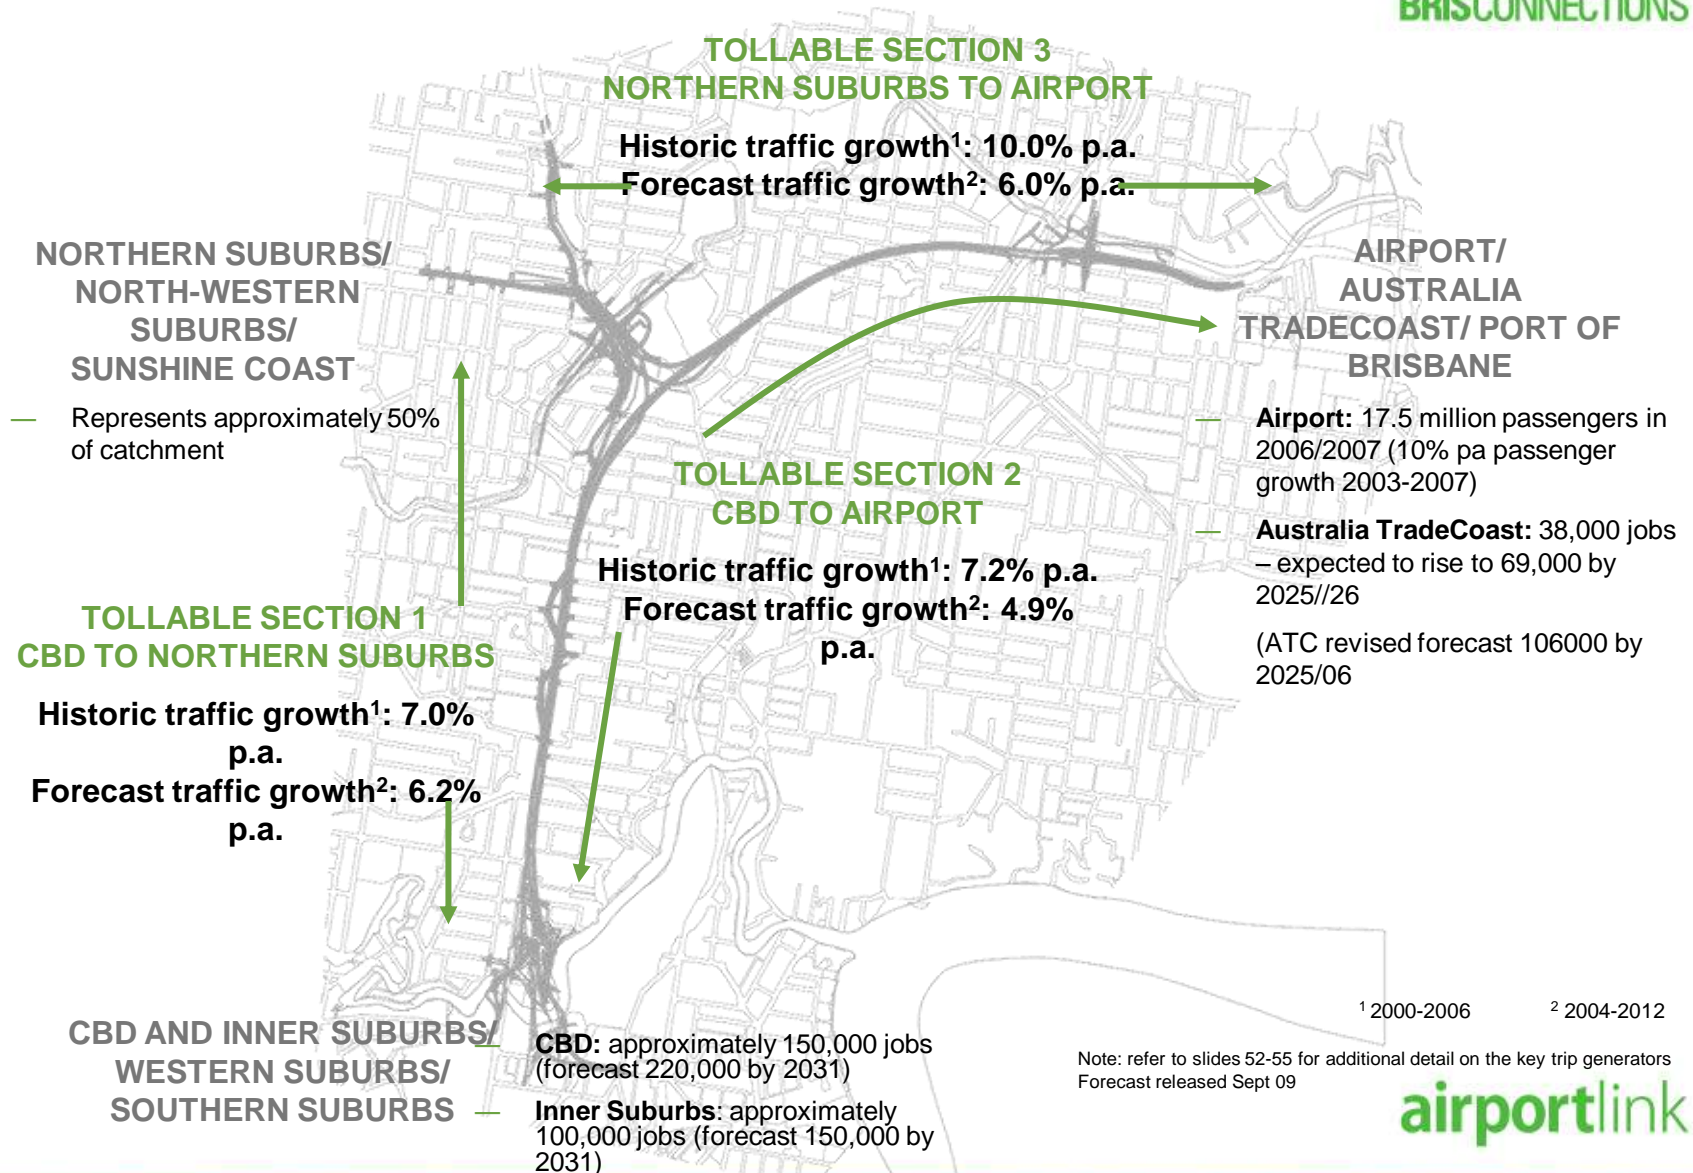 BRISCONNECTIONS
TOLLABLE SECTION 3
NORTHERN SUBURBS TO AIRPORT
Historic traffic growth¹: 10.0% p.a.
Forecast traffic growth²: 6.0% p.a.
NORTHERN SUBURBS/
NORTH-WESTERN
SUBURBS/
SUNSHINE COAST
— Represents approximately 50%
of catchment
AIRPORT/
AUSTRALIA
TRADECOAST/ PORT OF
BRISBANE
— Airport: 17.5 million passengers in
2006/2007 (10% pa passenger
growth 2003-2007)
— Australia TradeCoast: 38,000 jobs
– expected to rise to 69,000 by
2025//26
(ATC revised forecast 106000 by
2025/06
TOLLABLE SECTION 2
CBD TO AIRPORT
Historic traffic growth¹: 7.2% p.a.
Forecast traffic growth²: 4.9%
p.a.
TOLLABLE SECTION 1
CBD TO NORTHERN SUBURBS
Historic traffic growth¹: 7.0%
p.a.
Forecast traffic growth²: 6.2%
p.a.
CBD AND INNER SUBURBS/
WESTERN SUBURBS/
SOUTHERN SUBURBS
— CBD: approximately 150,000 jobs
(forecast 220,000 by 2031)
— Inner Suburbs: approximately
100,000 jobs (forecast 150,000 by
2031)
¹ 2000-2006 ² 2004-2012
Note: refer to slides 52-55 for additional detail on the key trip generators
Forecast released Sept 09
airportlink